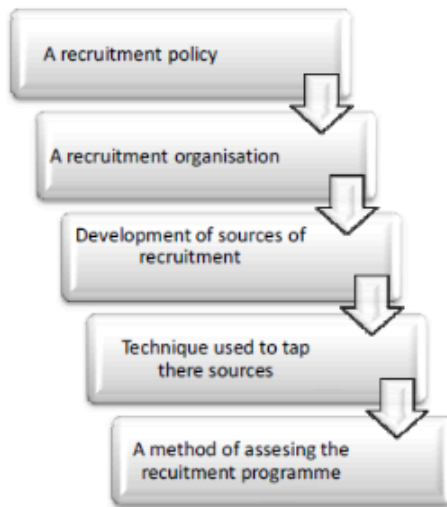 A recruitment policy
A recruitment organisation
Development of sources of
recruitment
Technique used to tap
there sources
A method of assesing the
recuitment programme